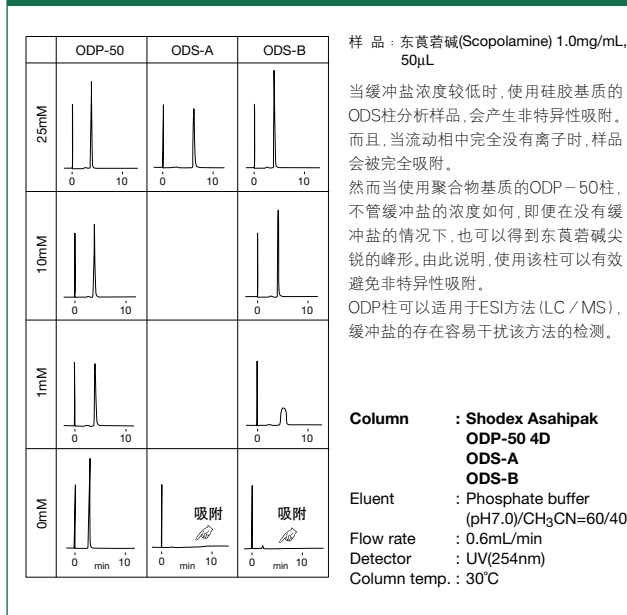 ODP-50 ODS-A ODS-B
25mM
0 10 0 10 0 10
10mM
0 10 0 10
1mM
0 10 0 10
0mM
吸附 吸附
0 min 10 0 min 10 0 min 10
样 品：东莨菪碱(Scopolamine) 1.0mg/mL,
50μL
当缓冲盐浓度较低时，使用硅胶基质的
ODS柱分析样品，会产生非特异性吸附。
而且，当流动相中完全没有离子时，样品
会被完全吸附。
然而当使用聚合物基质的ODP－50柱，
不管缓冲盐的浓度如何，即便在没有缓
冲盐的情况下，也可以得到东莨菪碱尖
锐的峰形。由此说明，使用该柱可以有效
避免非特异性吸附。
ODP柱可以适用于ESI方法（LC／MS），
缓冲盐的存在容易干扰该方法的检测。
Column : Shodex Asahipak
ODP-50 4D
ODS-A
ODS-B
Eluent : Phosphate buffer
(pH7.0)/CH₃CN=60/40
Flow rate : 0.6mL/min
Detector : UV(254nm)
Column temp. : 30℃